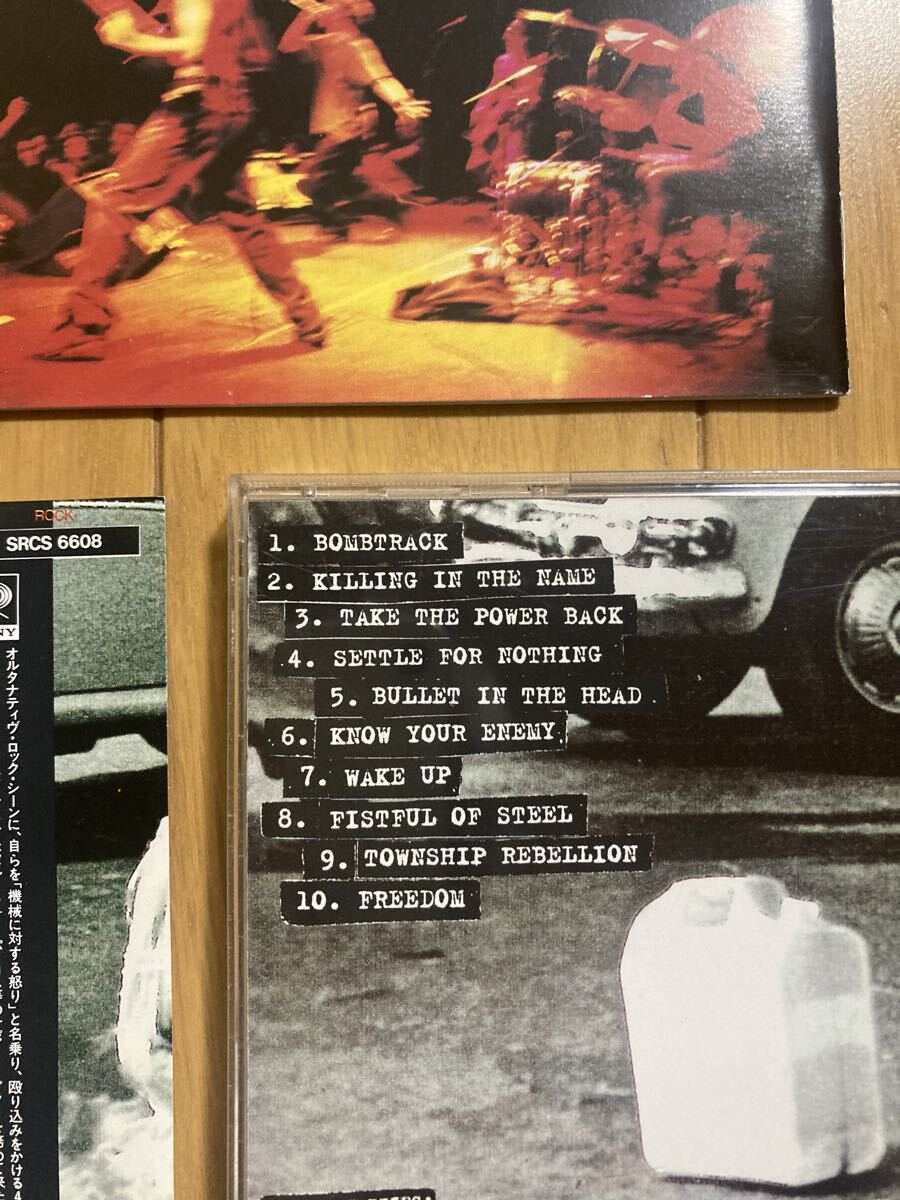 ROCK
SRCS 6608
NY
オルタナティヴ・ロック・シーンに、自らを「機械に対する怒り」と名乗り、殴り込みをかける4
1. BOMBTRACK
2. KILLING IN THE NAME
3. TAKE THE POWER BACK
4. SETTLE FOR NOTHING
5. BULLET IN THE HEAD
6. KNOW YOUR ENEMY
7. WAKE UP
8. FISTFUL OF STEEL
9. TOWNSHIP REBELLION
10. FREEDOM